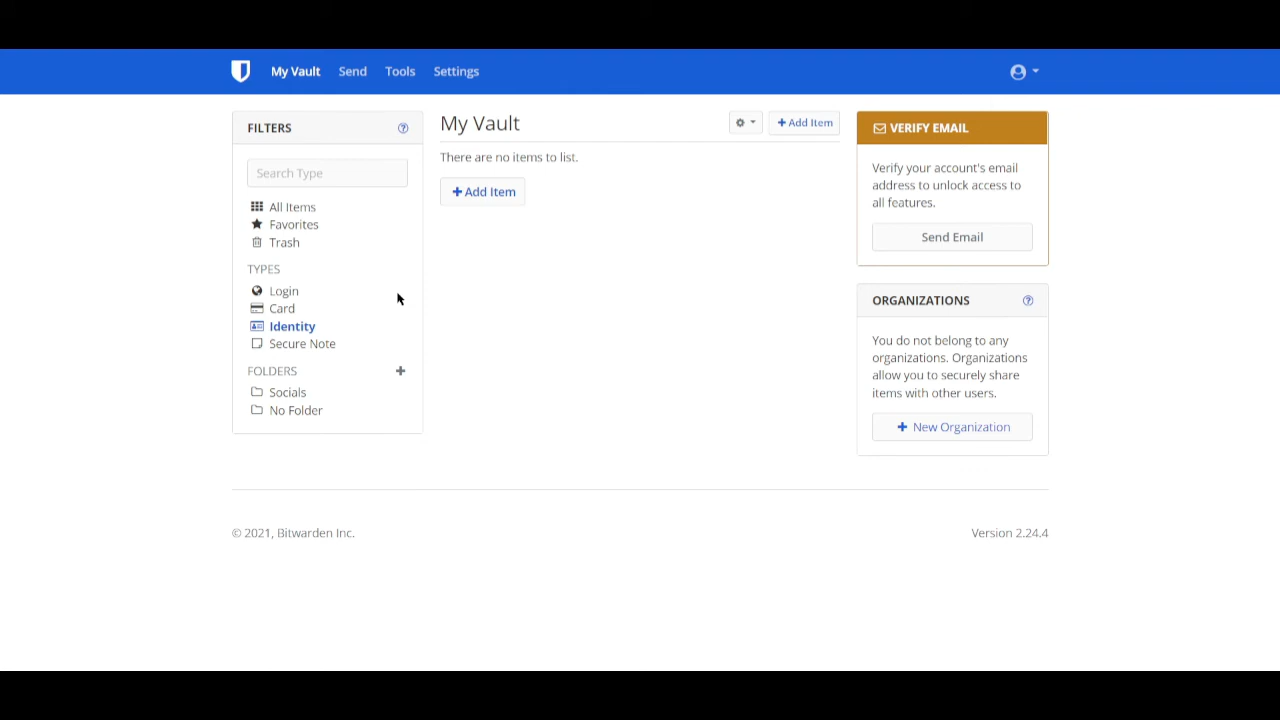 My Vault
Send
Tools
Settings
FILTERS
Search Type
All Items
Favorites
Trash
TYPES
Login
Card
Identity
Secure Note
FOLDERS
Socials
No Folder
My Vault
Add Item
There are no items to list.
Add Item
VERIFY EMAIL
Verify your account's email
address to unlock access to
all features.
Send Email
ORGANIZATIONS
You do not belong to any
organizations. Organizations
allow you to securely share
items with other users.
New Organization
© 2021, Bitwarden Inc.
Version 2.24.4